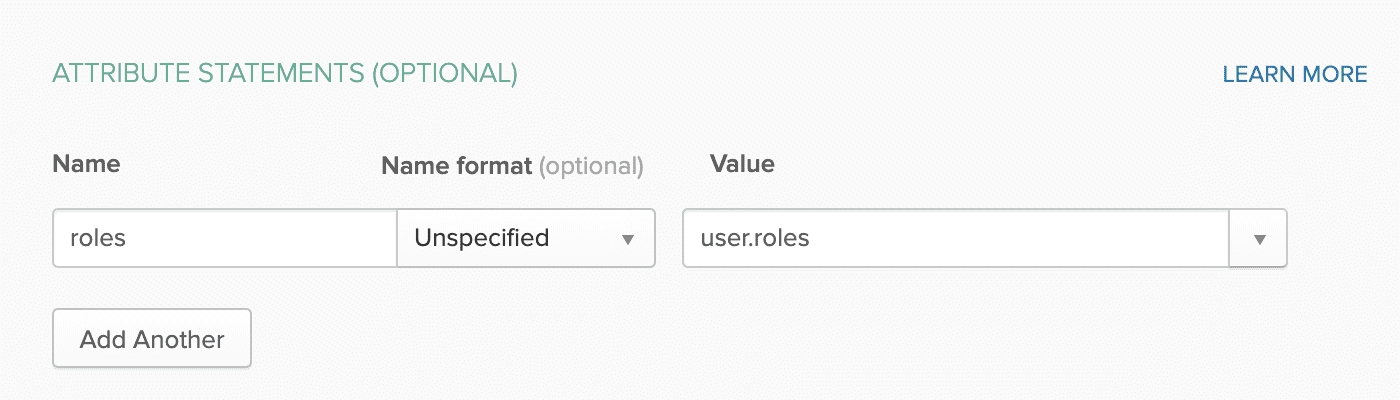 ATTRIBUTE STATEMENTS (OPTIONAL) LEARN MORE
Name Name format (optional) Value
roles Unspecified user.roles
Add Another